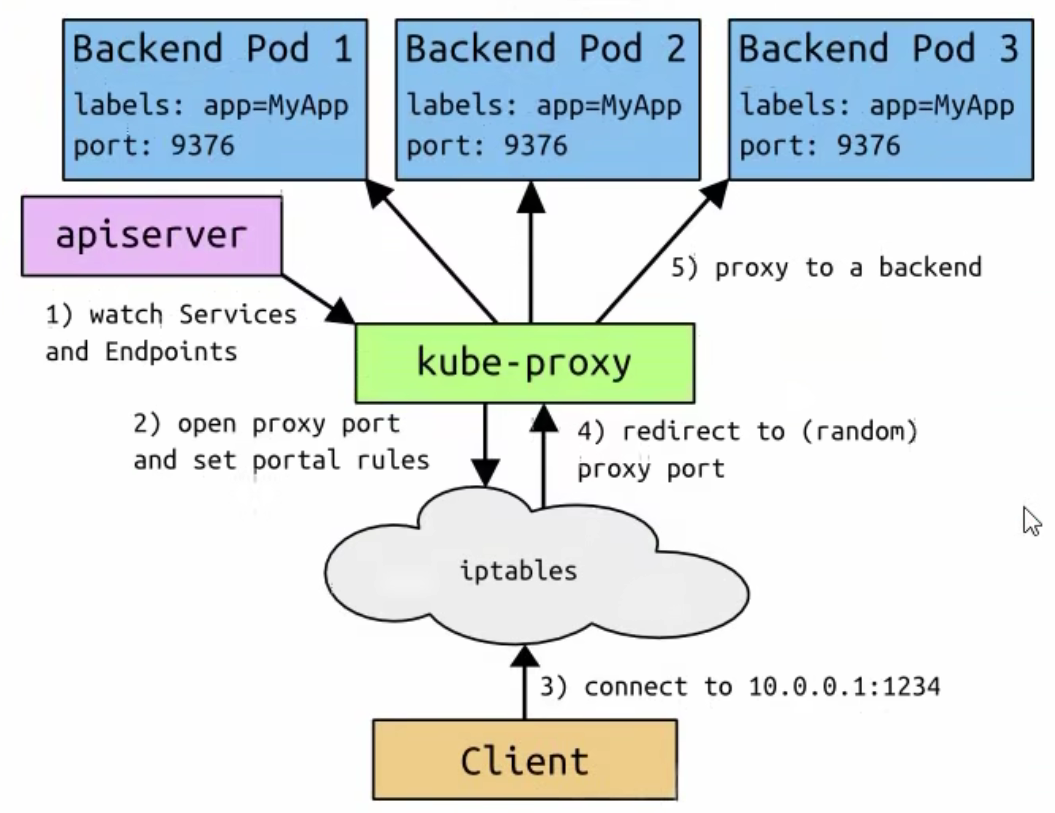 Backend Pod 1
labels: app=MyApp
port: 9376
Backend Pod 2
labels: app=MyApp
port: 9376
Backend Pod 3
labels: app=MyApp
port: 9376
apiserver
1) watch Services
and Endpoints
5) proxy to a backend
kube-proxy
2) open proxy port
and set portal rules
4) redirect to (random)
proxy port
iptables
3) connect to 10.0.0.1:1234
Client